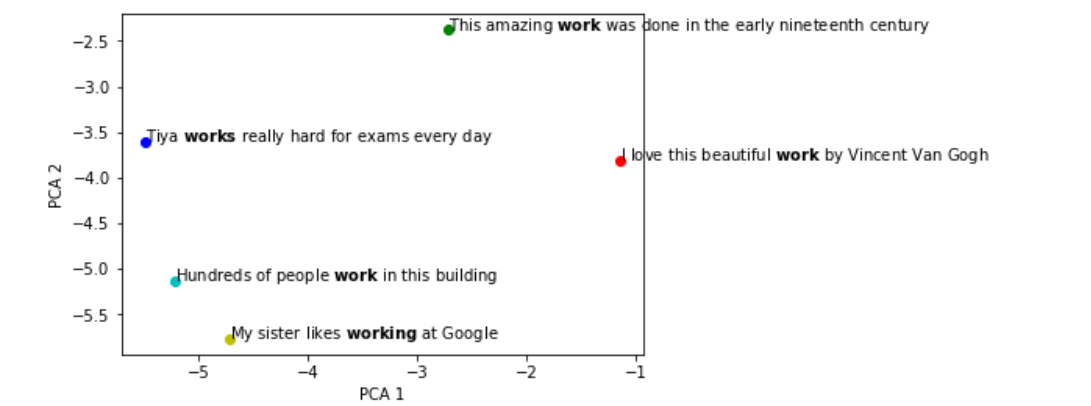 This amazing work was done in the early nineteenth century
−2.5
−3.0
Tiya works really hard for exams every day
−3.5
I love this beautiful work by Vincent Van Gogh
−4.0
PCA 2
−4.5
Hundreds of people work in this building
−5.0
−5.5
My sister likes working at Google
−5 −4 −3 −2 −1
PCA 1